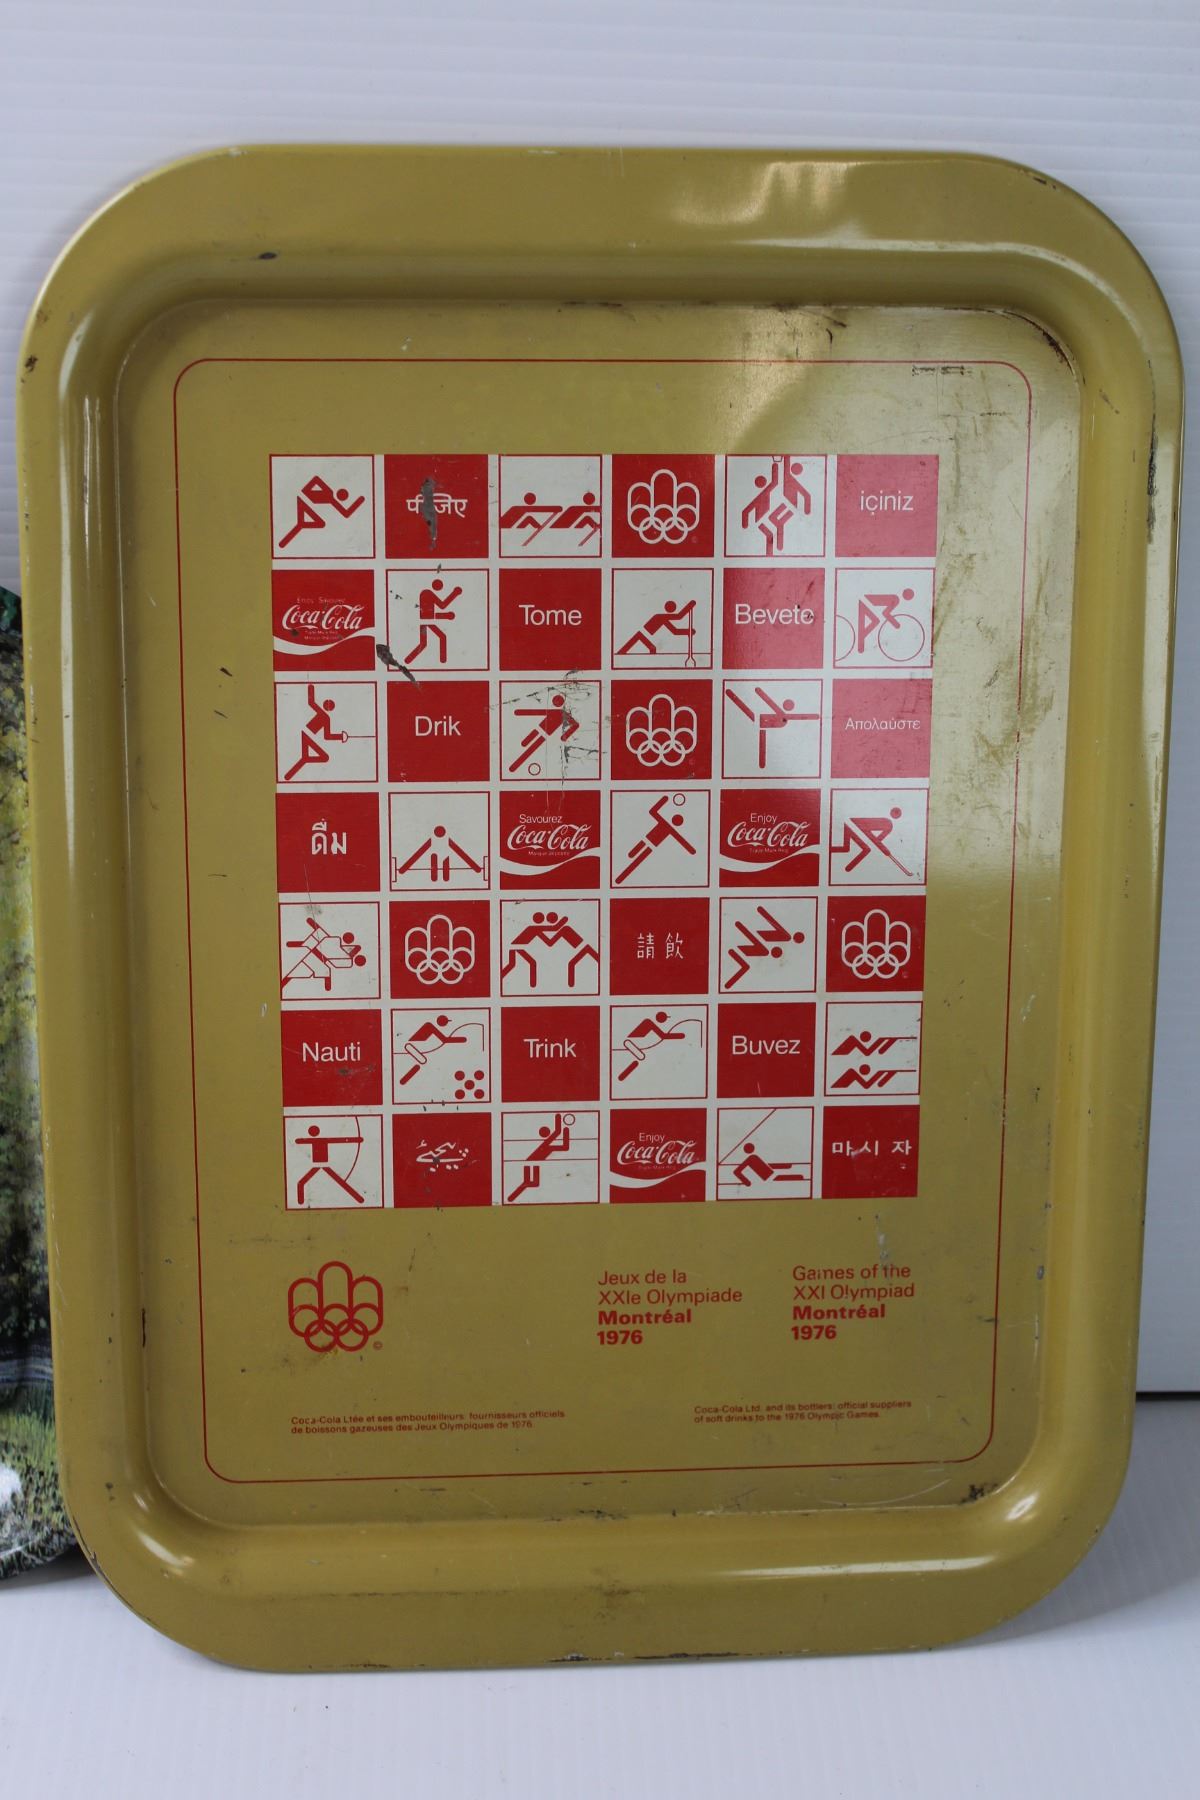 पीजिए
içiniz
Enjoy Savourez
Coca-Cola
Tome
Bevete
Drik
Απολαύστε
ดื่ม
Savourez
Coca-Cola
Enjoy
Coca-Cola
請飲
Nauti
Trink
Buvez
Enjoy
Coca-Cola
마시자
Jeux de la
XXIe Olympiade
Montréal
1976
Games of the
XXI Olympiad
Montréal
1976
©
Coca-Cola Ltée et ses embouteilleurs: fournisseurs officiels
de boissons gazeuses des Jeux Olympiques de 1976.
Coca-Cola Ltd. and its bottlers: official suppliers
of soft drinks to the 1976 Olympic Games.